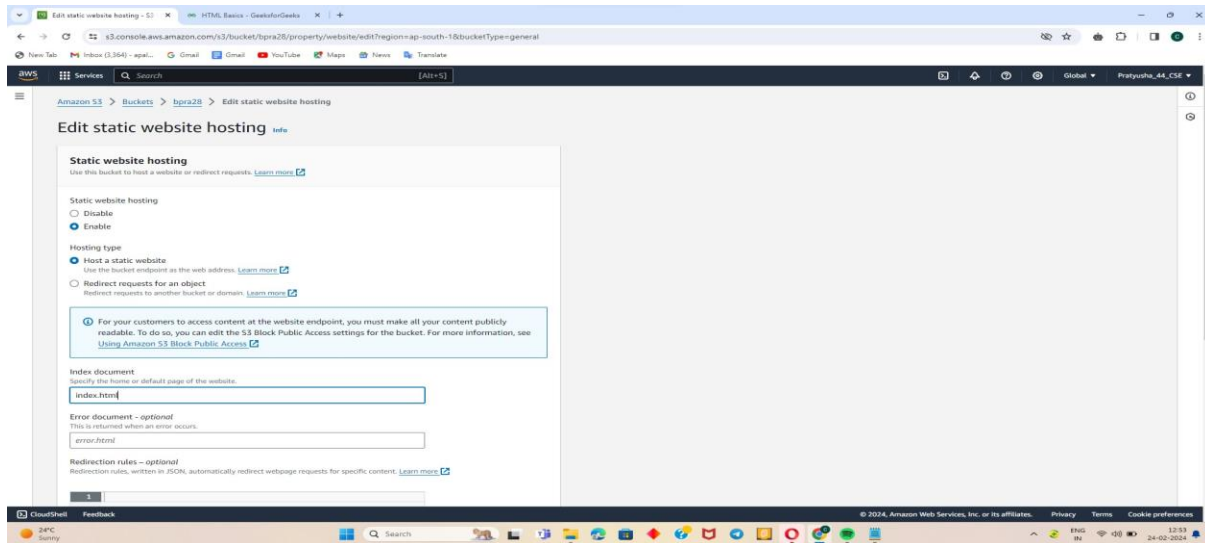 Edit static website hosting - S3
HTML Basics - GeeksforGeeks
s3.console.aws.amazon.com/s3/bucket/bpra28/property/website/edit?region=ap-south-1&bucketType=general
New Tab
M Inbox (3,364) - apal...
Gmail
Gmail
YouTube
Maps
News
Translate
aws
Services
Search
[Alt+S]
Global
Pratyusha_44_CSE
Amazon S3 > Buckets > bpra28 > Edit static website hosting
Edit static website hosting Info
Static website hosting
Use this bucket to host a website or redirect requests. Learn more
Static website hosting
Disable
Enable
Hosting type
Host a static website
Use the bucket endpoint as the web address. Learn more
Redirect requests for an object
Redirect requests to another bucket or domain. Learn more
For your customers to access content at the website endpoint, you must make all your content publicly
readable. To do so, you can edit the S3 Block Public Access settings for the bucket. For more information, see
Using Amazon S3 Block Public Access
Index document
Specify the home or default page of the website.
index.html
Error document - optional
This is returned when an error occurs.
error.html
Redirection rules – optional
Redirection rules, written in JSON, automatically redirect webpage requests for specific content. Learn more
1
CloudShell
Feedback
© 2024, Amazon Web Services, Inc. or its affiliates.
Privacy
Terms
Cookie preferences
24°C
Sunny
Search
ENG
IN
12:53
24-02-2024